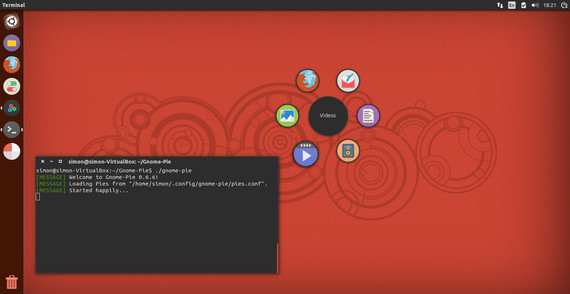 Terminal
En
18:21
Videos
simon@simon-VirtualBox: ~/Gnome-Pie
simon@simon-VirtualBox:~/Gnome-Pie$ ./gnome-pie
[MESSAGE] Welcome to Gnome-Pie 0.6.6!
[MESSAGE] Loading Pies from "/home/simon/.config/gnome-pie/pies.conf".
[MESSAGE] Started happily...